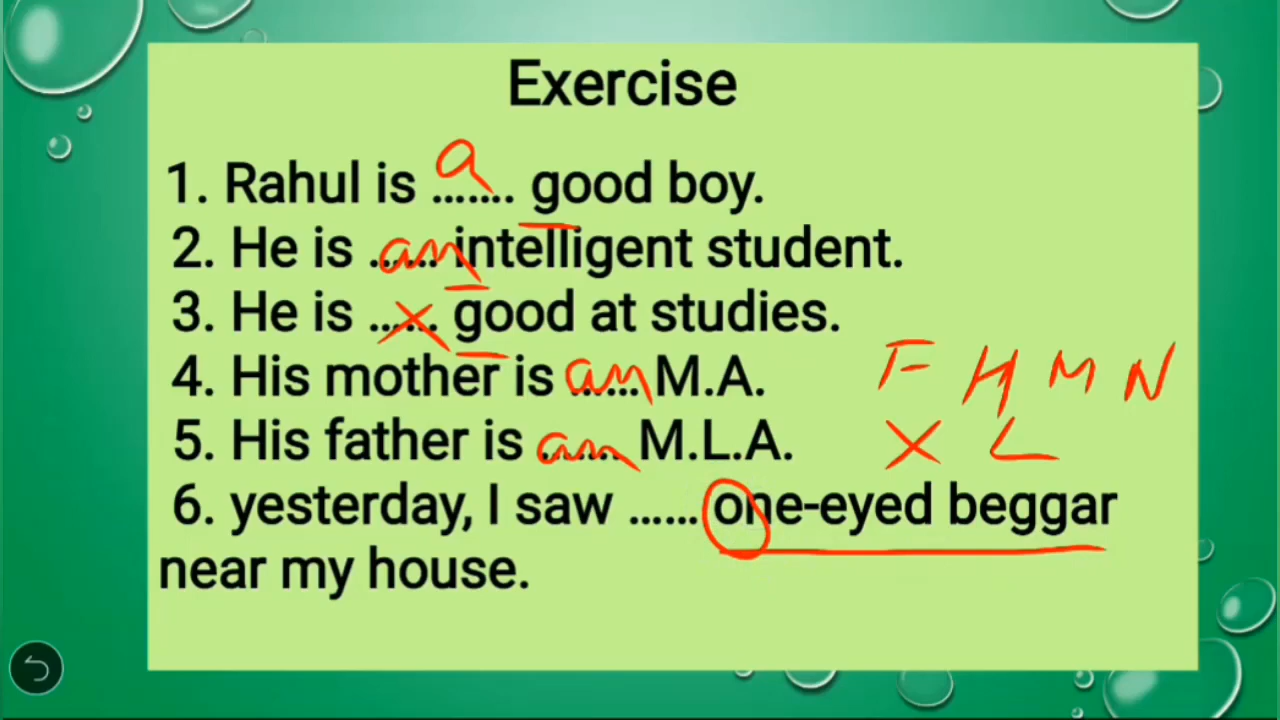 Exercise
1. Rahul is a ....... good boy.
2. He is an ...... intelligent student.
3. He is X ...... good at studies.
4. His mother is an ...... M.A. F H M N
5. His father is an ....... M.L.A. X L
6. yesterday, I saw ...... one-eyed beggar
near my house.